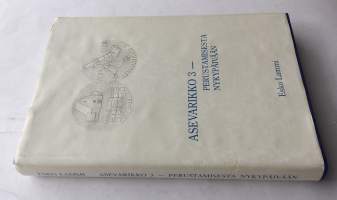 ASEVARIKKO 3 —
PERUSTAMISESTA
NYKYPÄIVÄÄN
Esko Lammi
ESKO LAMMI ASEVARIKKO 3 — PERUSTAMISESTA NYKYPÄIVÄÄN